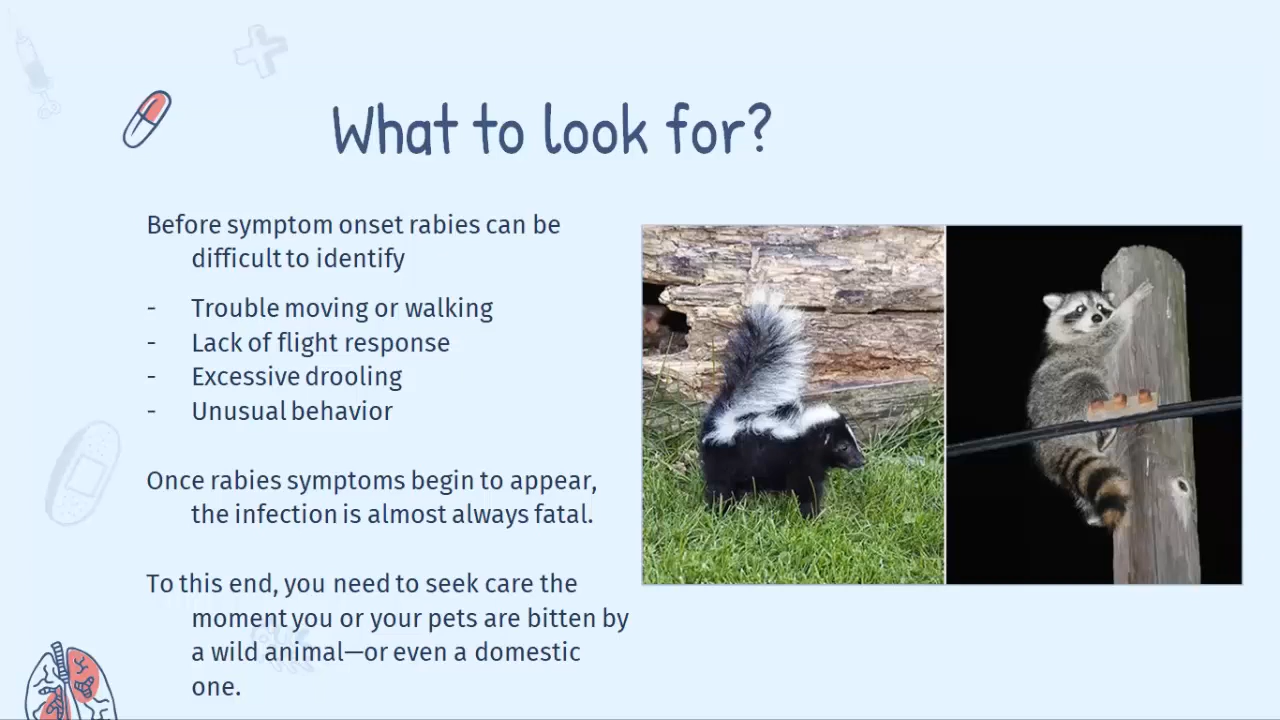 What to look for?
Before symptom onset rabies can be
difficult to identify
- Trouble moving or walking
- Lack of flight response
- Excessive drooling
- Unusual behavior
Once rabies symptoms begin to appear,
the infection is almost always fatal.
To this end, you need to seek care the
moment you or your pets are bitten by
a wild animal—or even a domestic
one.